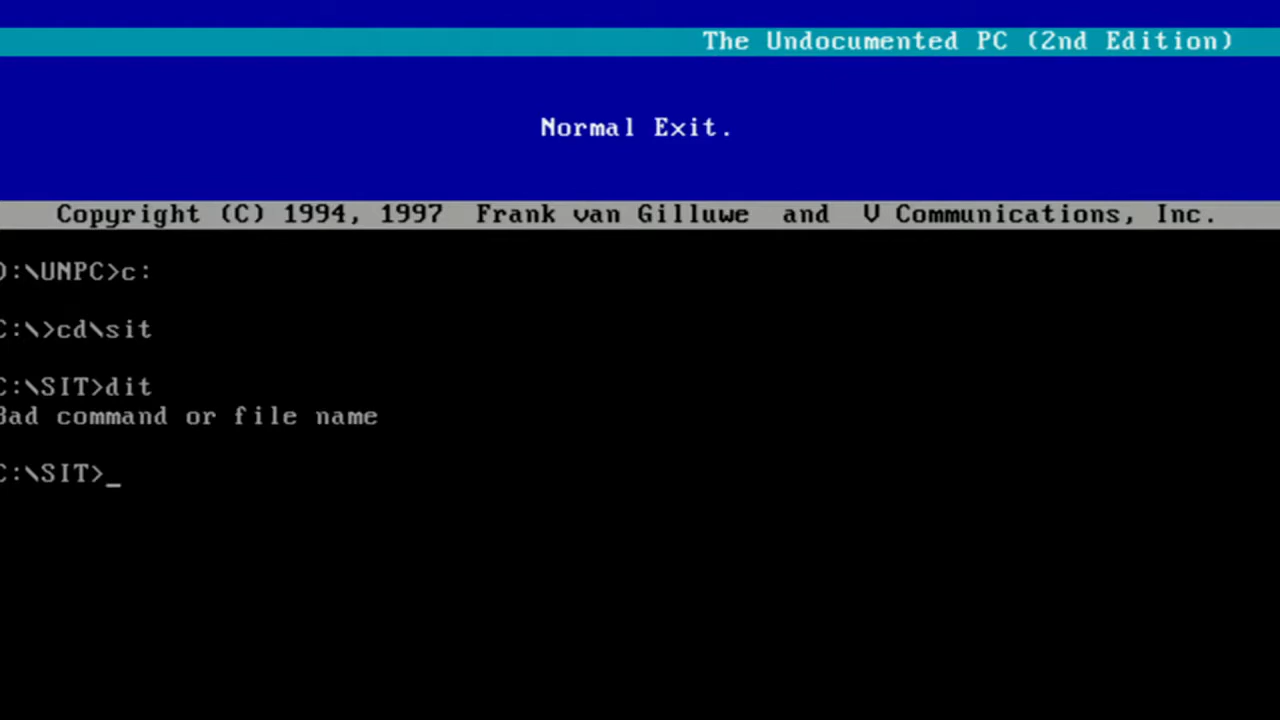 The Undocumented PC (2nd Edition)
Normal Exit.
Copyright (C) 1994, 1997  Frank van Gilluwe  and  V Communications, Inc.
D:\UNPC>c:
C:\>cd\sit
C:\SIT>dit
Bad command or file name
C:\SIT>_